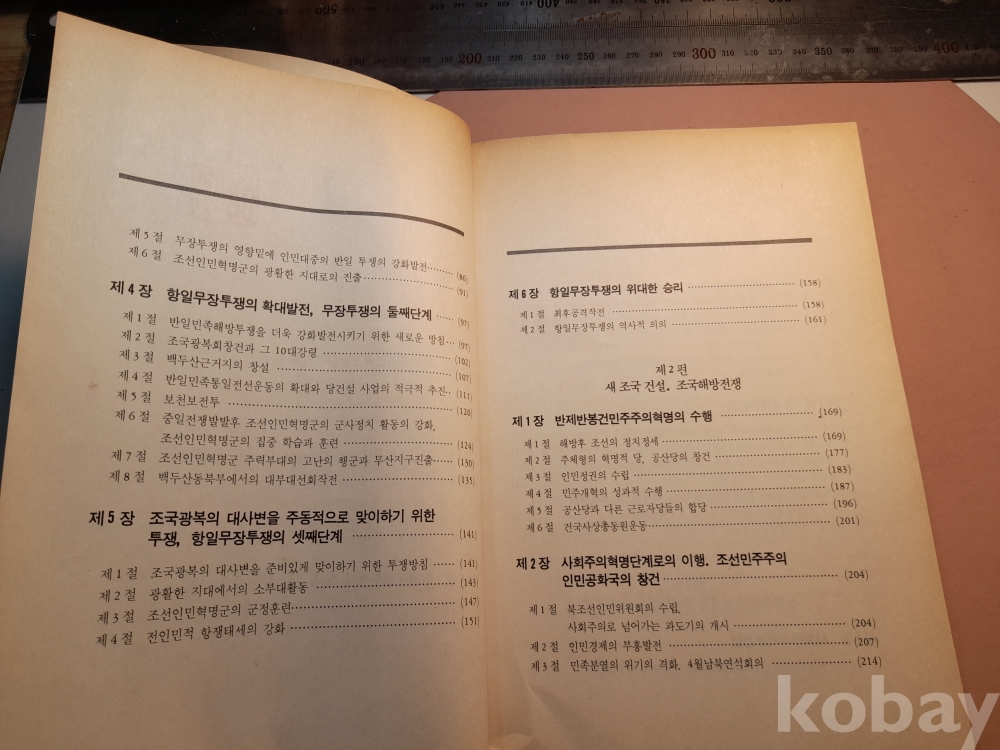 제 5 절 무장투쟁의 영향밑에 인민대중의 반일 투쟁의 강화발전 ········ (86)
제 6 절 조선인민혁명군의 광활한 지대로의 진출 ········ (91)
제 4 장 항일무장투쟁의 확대발전, 무장투쟁의 둘째단계 ········ (97)
제 1 절 반일민족해방투쟁을 더욱 강화발전시키기 위한 새로운 방침 ··· (97)
제 2 절 조국광복회창건과 그 10대강령 ········ (102)
제 3 절 백두산근거지의 창설 ········ (107)
제 4 절 반일민족통일전선운동의 확대와 당건설 사업의 적극적 추진 ··· (111)
제 5 절 보천보전투 ········ (120)
제 6 절 중일전쟁발발후 조선인민혁명군의 군사정치 활동의 강화,
조선인민혁명군의 집중 학습과 훈련 ········ (124)
제 7 절 조선인민혁명군 주력부대의 고난의 행군과 무산지구진출 ······ (130)
제 8 절 백두산동북부에서의 대부대선회작전 ········ (135)
제 5 장 조국광복의 대사변을 주동적으로 맞이하기 위한
투쟁, 항일무장투쟁의 셋째단계 ········ (141)
제 1 절 조국광복의 대사변을 준비있게 맞이하기 위한 투쟁방침 ······ (141)
제 2 절 광활한 지대에서의 소부대활동 ········ (143)
제 3 절 조선인민혁명군의 군정훈련 ········ (147)
제 4 절 전인민적 항쟁태세의 강화 ········ (151)
제 6 장 항일무장투쟁의 위대한 승리 ········ (158)
제 1 절 최후공격작전 ········ (158)
제 2 절 항일무장투쟁의 역사적 의의 ········ (161)
제 2 편
새 조국 건설. 조국해방전쟁
제 1 장 반제반봉건민주주의혁명의 수행 ········ (169)
제 1 절 해방후 조선의 정치정세 ········ (169)
제 2 절 주체형의 혁명적 당, 공산당의 창건 ········ (177)
제 3 절 인민정권의 수립 ········ (183)
제 4 절 민주개혁의 성과적 수행 ········ (187)
제 5 절 공산당과 다른 근로자당들의 합당 ········ (196)
제 6 절 건국사상총동원운동 ········ (201)
제 2 장 사회주의혁명단계로의 이행. 조선민주주의
인민공화국의 창건 ········ (204)
제 1 절 북조선인민위원회의 수립,
사회주의로 넘어가는 과도기의 개시 ········ (204)
제 2 절 인민경제의 부흥발전 ········ (207)
제 3 절 민족분열의 위기의 격화, 4월남북연석회의 ········ (214)
kobay